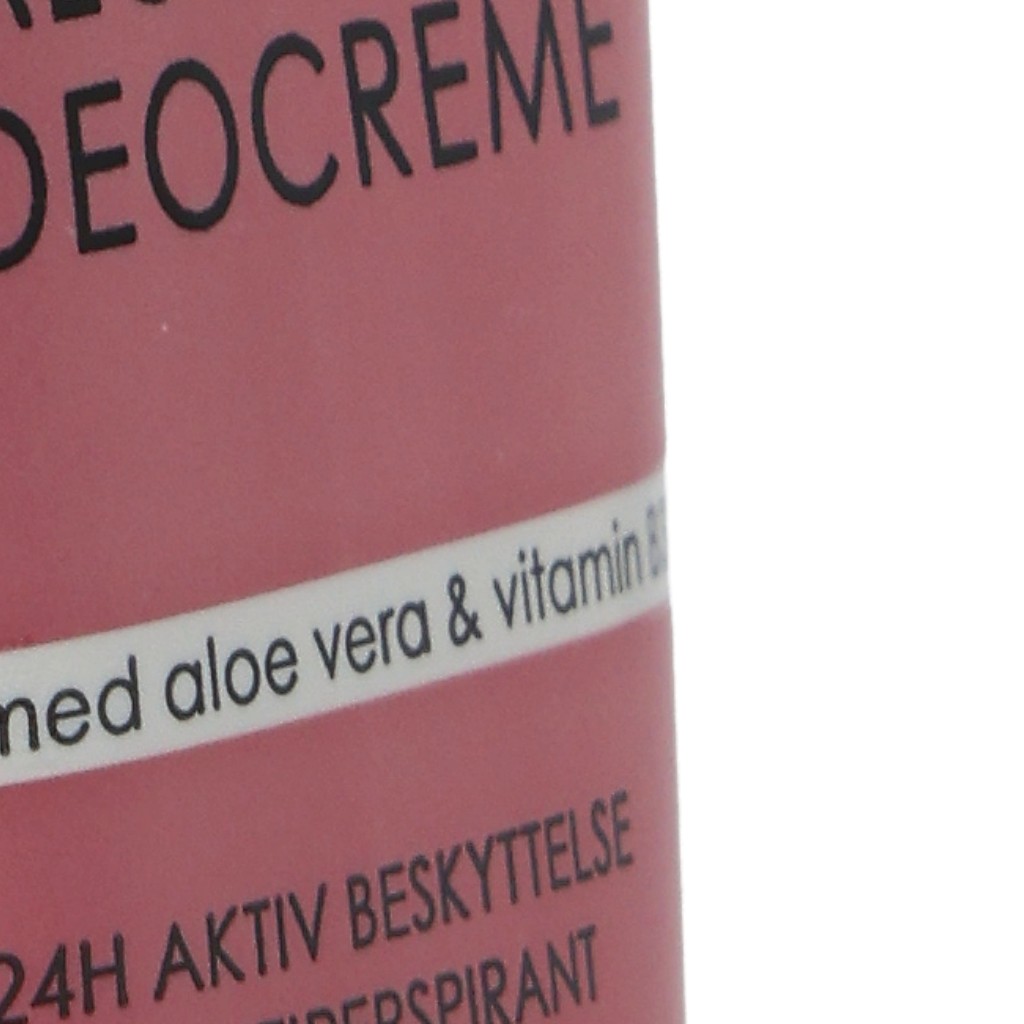 DEOCREME
med aloe vera & vitamin
24H AKTIV BESKYTTELSE